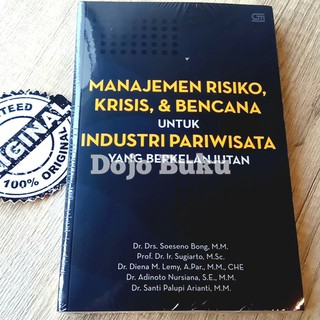 GM
MANAJEMEN RISIKO,
KRISIS, & BENCANA
UNTUK
INDUSTRI PARIWISATA
YANG BERKELANJUTAN
Dojo Buku
Dr. Drs. Soeseno Bong, M.M.
Prof. Dr. Ir. Sugiarto, M.Sc.
Dr. Diena M. Lemy, A.Par., M.M., CHE
Dr. Adinoto Nursiana, S.E., M.M.
Dr. Santi Palupi Arianti, M.M.
ORIGINAL
100% ORIGINAL